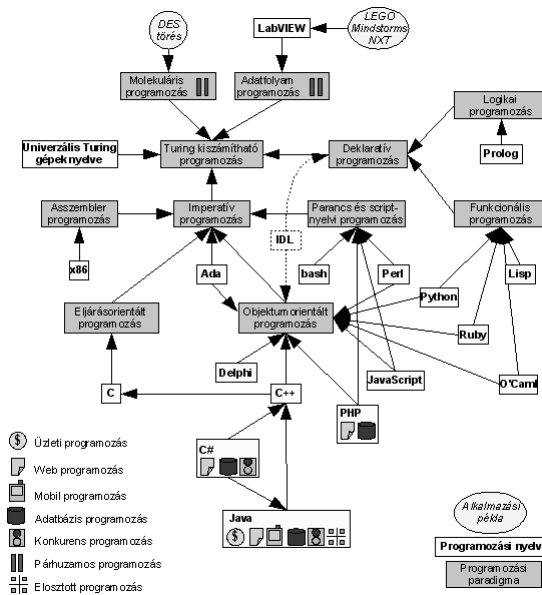 DES
törés
LEGO
Mindstorms
NXT
LabVIEW
Molekuláris
programozás
Adatfolyam
programozás
Logikai
programozás
Prolog
Univerzális Turing
gépek nyelve
Turing kiszámítható
programozás
Deklaratív
programozás
Asszembler
programozás
Imperatív
programozás
Parancs és script-
nyelvi programozás
Funkcionális
programozás
IDL
x86
Ada
bash
Perl
Lisp
Python
Eljárásorientált
programozás
Objektum orientált
programozás
Ruby
Delphi
JavaScript
O'Caml
C
C++
PHP
C#
Java
$ Üzleti programozás
Web programozás
Mobil programozás
Adatbázis programozás
Konkurens programozás
Párhuzamos programozás
Elosztott programozás
Alkalmazási
példa
Programozási nyelv
Programozási
paradigma